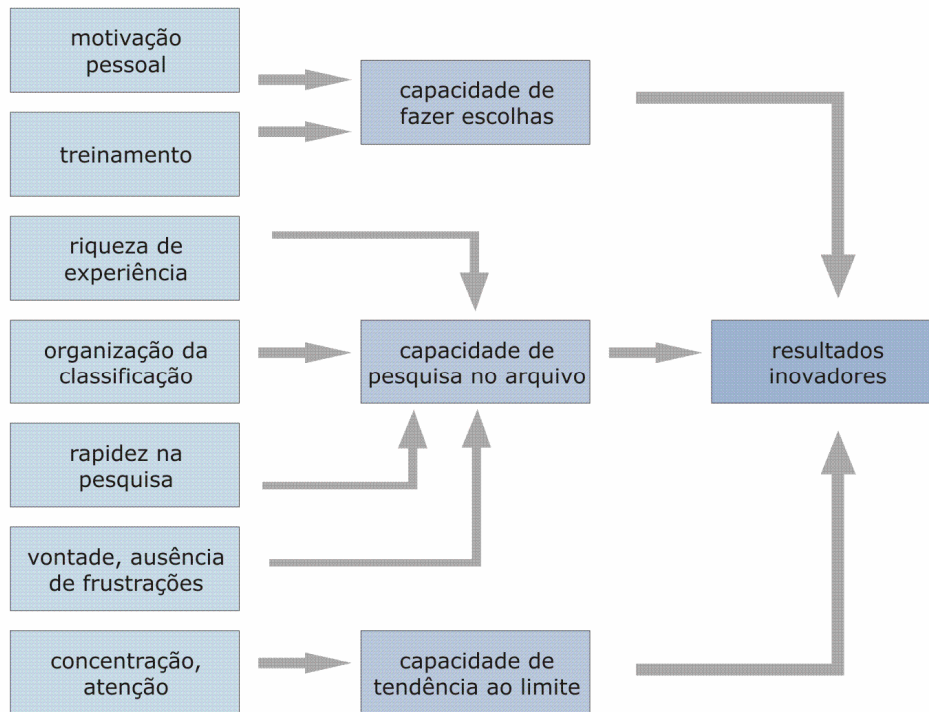 motivação
pessoal
treinamento
riqueza de
experiência
organização da
classificação
rapidez na
pesquisa
vontade, ausência
de frustrações
concentração,
atenção
capacidade de
fazer escolhas
capacidade de
pesquisa no arquivo
capacidade de
tendência ao limite
resultados
inovadores